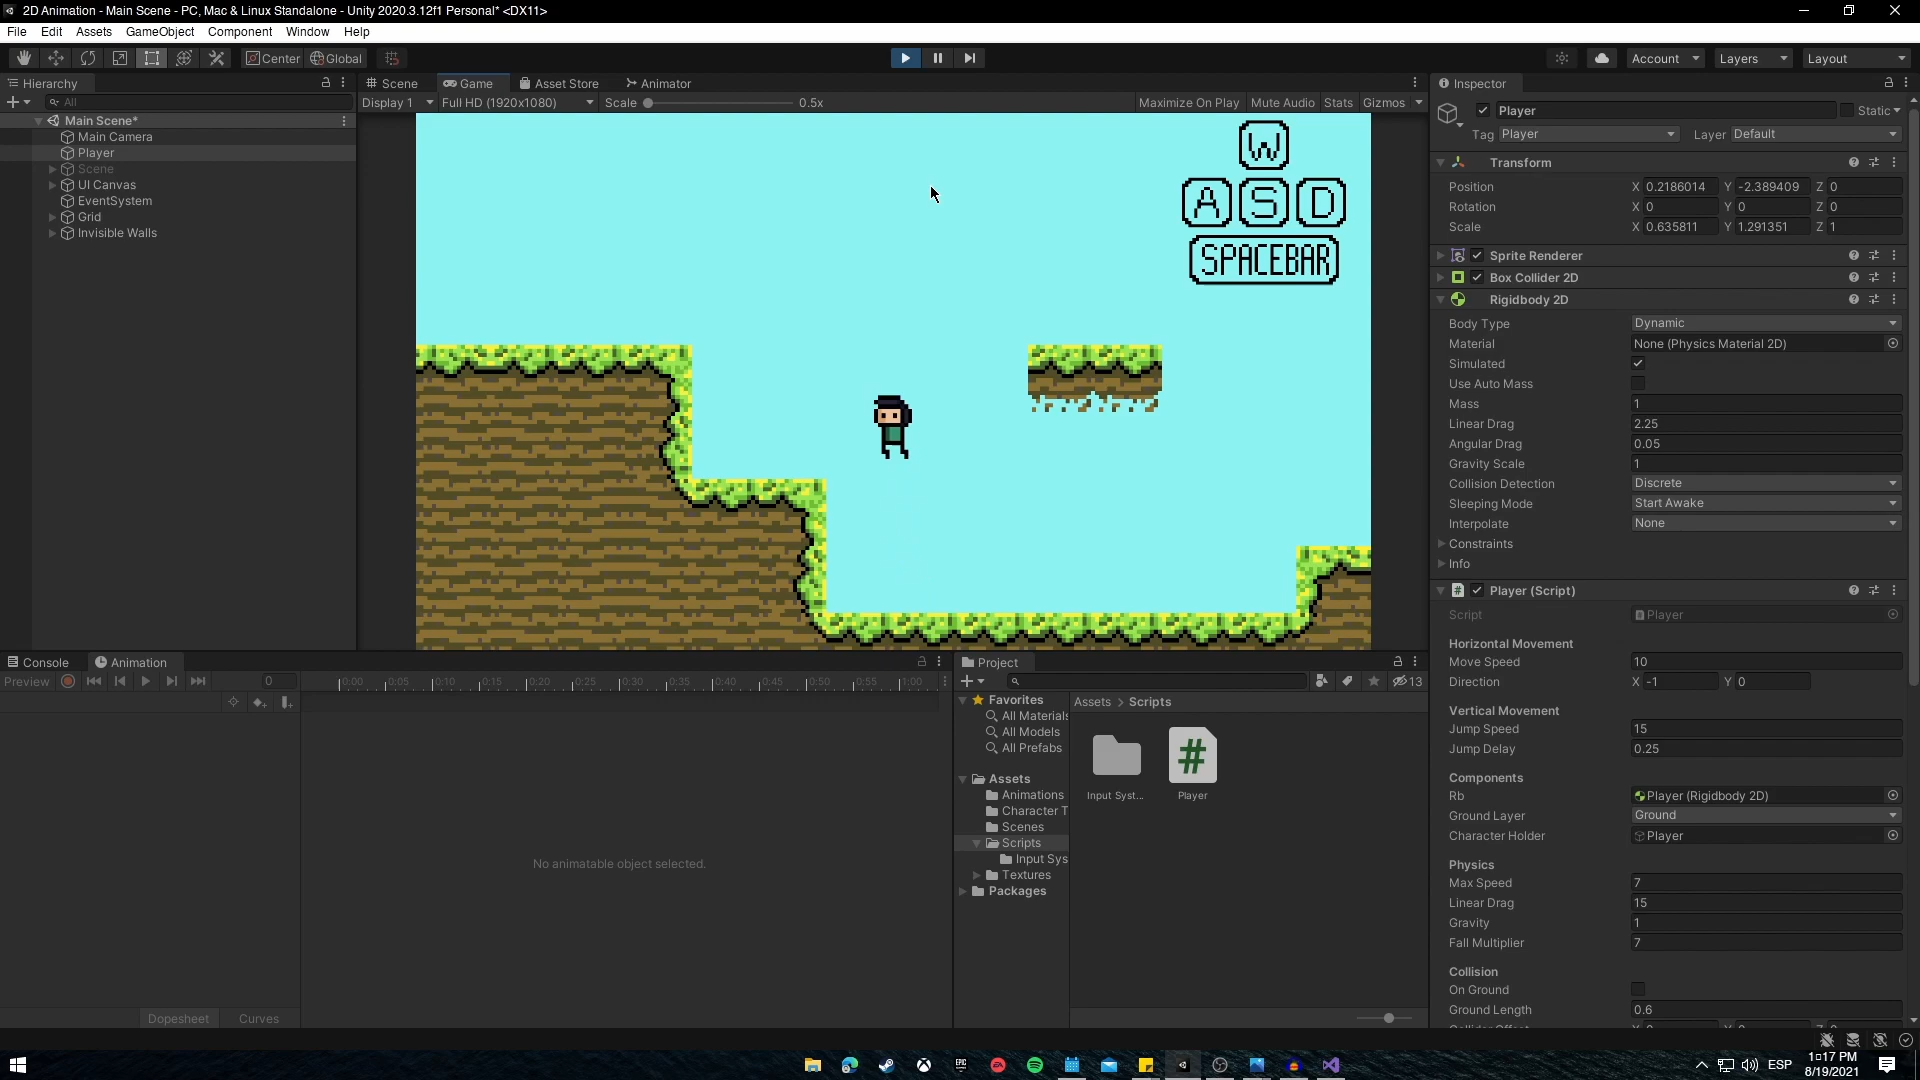 2D Animation - Main Scene - PC, Mac & Linux Standalone - Unity 2020.3.12f1 Personal* <DX11>
File Edit Assets GameObject Component Window Help
Center Global
Account Layers Layout
Hierarchy
All
Main Scene*
Main Camera
Player
Scene
UI Canvas
EventSystem
Grid
Invisible Walls
Scene Game Asset Store Animator
Display 1 Full HD (1920x1080) Scale 0.5x Maximize On Play Mute Audio Stats Gizmos
W
A S D
SPACEBAR
Inspector
Player Static
Tag Player Layer Default
Transform
Position X 0.2186014 Y -2.389409 Z 0
Rotation X 0 Y 0 Z 0
Scale X 0.635811 Y 1.291351 Z 1
Sprite Renderer
Box Collider 2D
Rigidbody 2D
Body Type Dynamic
Material None (Physics Material 2D)
Simulated
Use Auto Mass
Mass 1
Linear Drag 2.25
Angular Drag 0.05
Gravity Scale 1
Collision Detection Discrete
Sleeping Mode Start Awake
Interpolate None
Constraints
Info
# Player (Script)
Script Player
Horizontal Movement
Move Speed 10
Direction X -1 Y 0
Vertical Movement
Jump Speed 15
Jump Delay 0.25
Components
Rb Player (Rigidbody 2D)
Ground Layer Ground
Character Holder Player
Physics
Max Speed 7
Linear Drag 15
Gravity 1
Fall Multiplier 7
Collision
On Ground
Ground Length 0.6
Console Animation
Preview 0 0:00 0:05 0:10 0:15 0:20 0:25 0:30 0:35 0:40 0:45 0:50 0:55 1:00
No animatable object selected.
Dopesheet Curves
Project
13
Favorites
All Materials
All Models
All Prefabs
Assets
Animations
Character T
Scenes
Scripts
Input Sys
Textures
Packages
Assets > Scripts
#
Input Syst... Player
EPIC
ESP
1:17 PM
8/19/2021